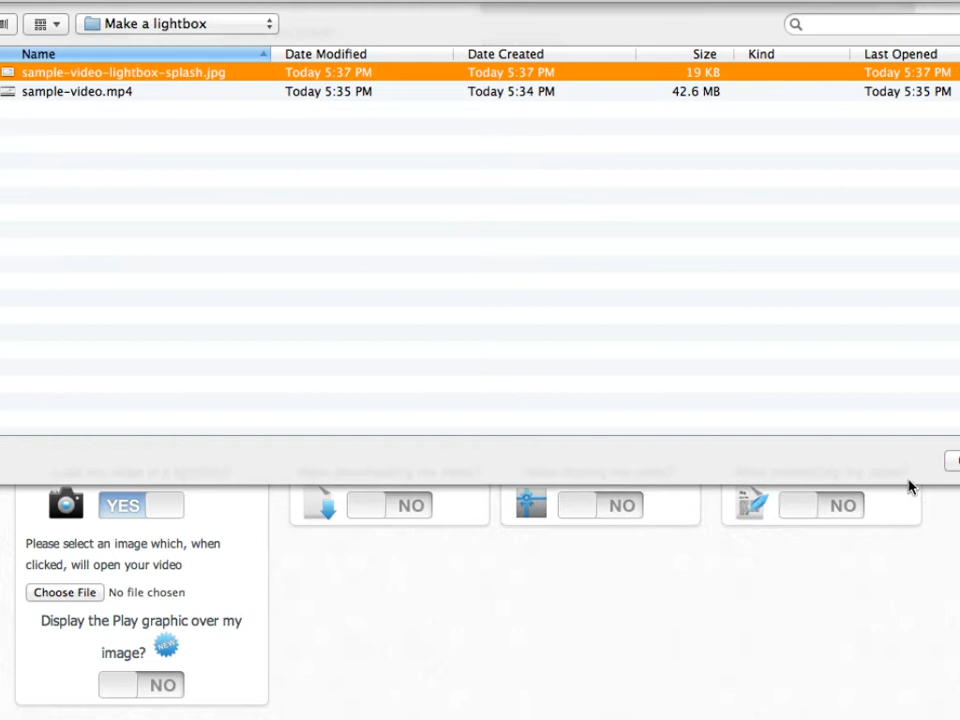 Make a lightbox
Name Date Modified Date Created Size Kind Last Opened
sample-video-lightbox-splash.jpg Today 5:37 PM Today 5:37 PM 19 KB Today 5:37 PM
sample-video.mp4 Today 5:35 PM Today 5:34 PM 42.6 MB Today 5:35 PM
YES NO NO NO
Please select an image which, when
clicked, will open your video
Choose File No file chosen
Display the Play graphic over my
image? NEW
NO